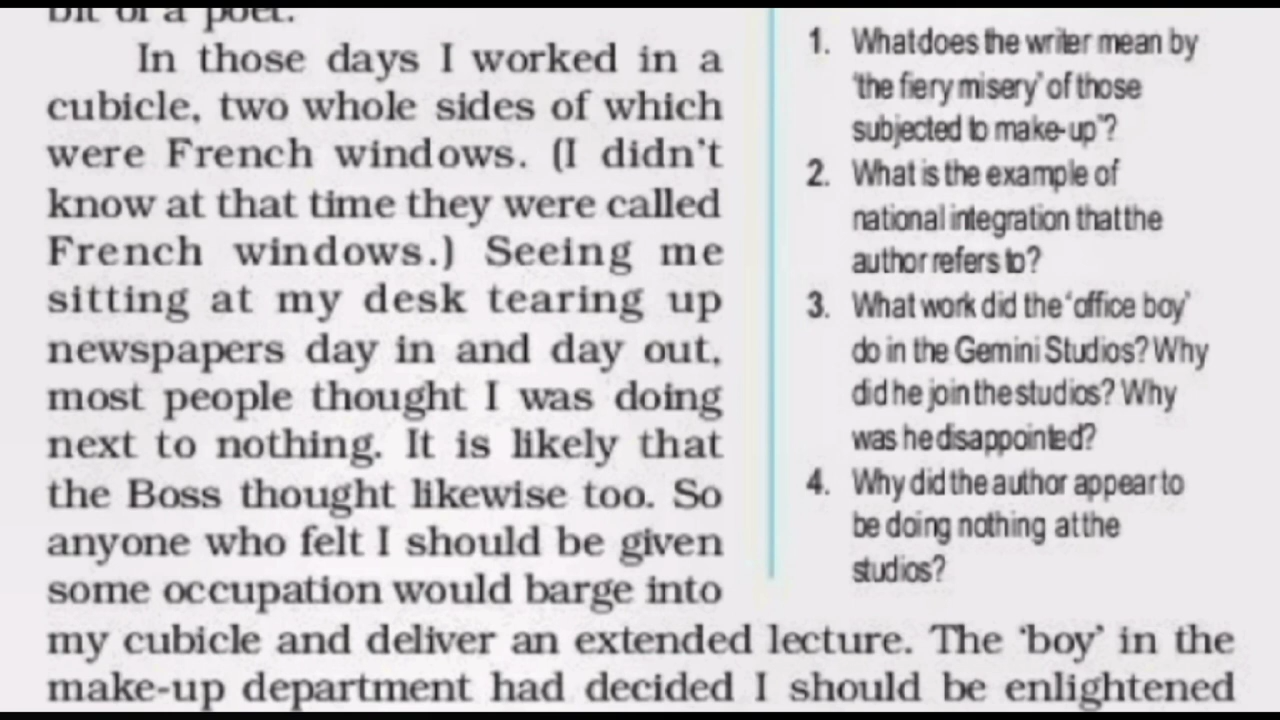 bit of a poet.
In those days I worked in a
cubicle, two whole sides of which
were French windows. (I didn't
know at that time they were called
French windows.) Seeing me
sitting at my desk tearing up
newspapers day in and day out,
most people thought I was doing
next to nothing. It is likely that
the Boss thought likewise too. So
anyone who felt I should be given
some occupation would barge into
my cubicle and deliver an extended lecture. The 'boy' in the
make-up department had decided I should be enlightened
1. What does the writer mean by
'the fiery misery' of those
subjected to make-up"?
2. What is the example of
national integration that the
author refers to?
3. What work did the 'office boy'
do in the Gemini Studios? Why
did he join the studios? Why
was he disappointed?
4. Why did the author appear to
be doing nothing at the
studios?